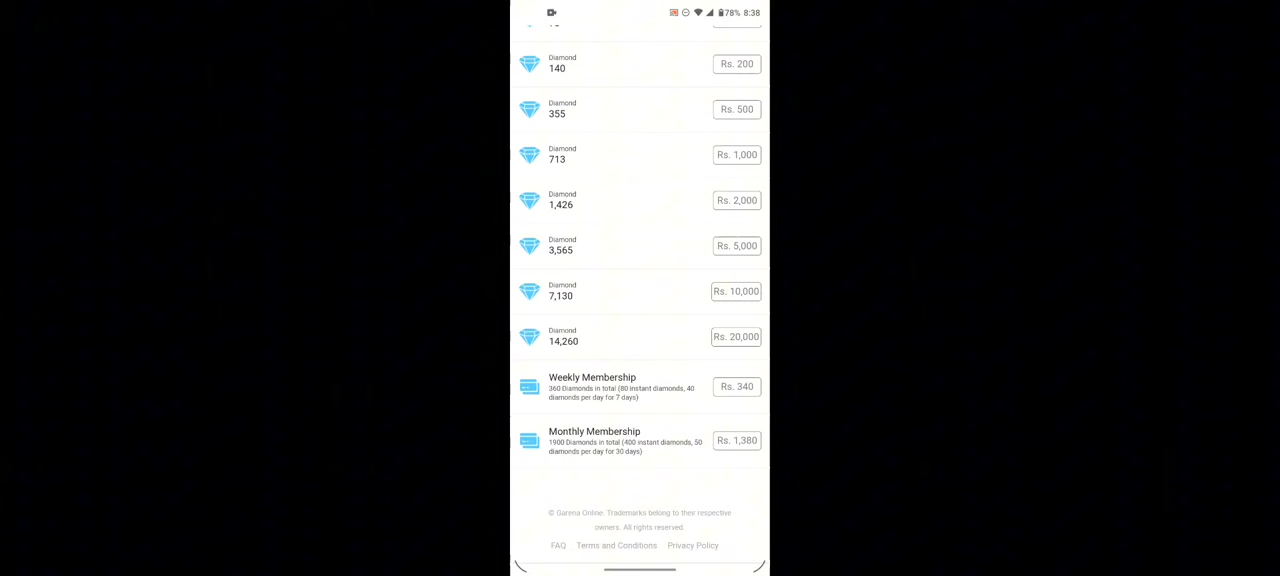 78% 8:38
Diamond
140
Rs. 200
Diamond
355
Rs. 500
Diamond
713
Rs. 1,000
Diamond
1,426
Rs. 2,000
Diamond
3,565
Rs. 5,000
Diamond
7,130
Rs. 10,000
Diamond
14,260
Rs. 20,000
Weekly Membership
360 Diamonds in total (80 instant diamonds, 40
diamonds per day for 7 days)
Rs. 340
Monthly Membership
1900 Diamonds in total (400 instant diamonds, 50
diamonds per day for 30 days)
Rs. 1,380
© Garena Online. Trademarks belong to their respective
owners. All rights reserved.
FAQ Terms and Conditions Privacy Policy